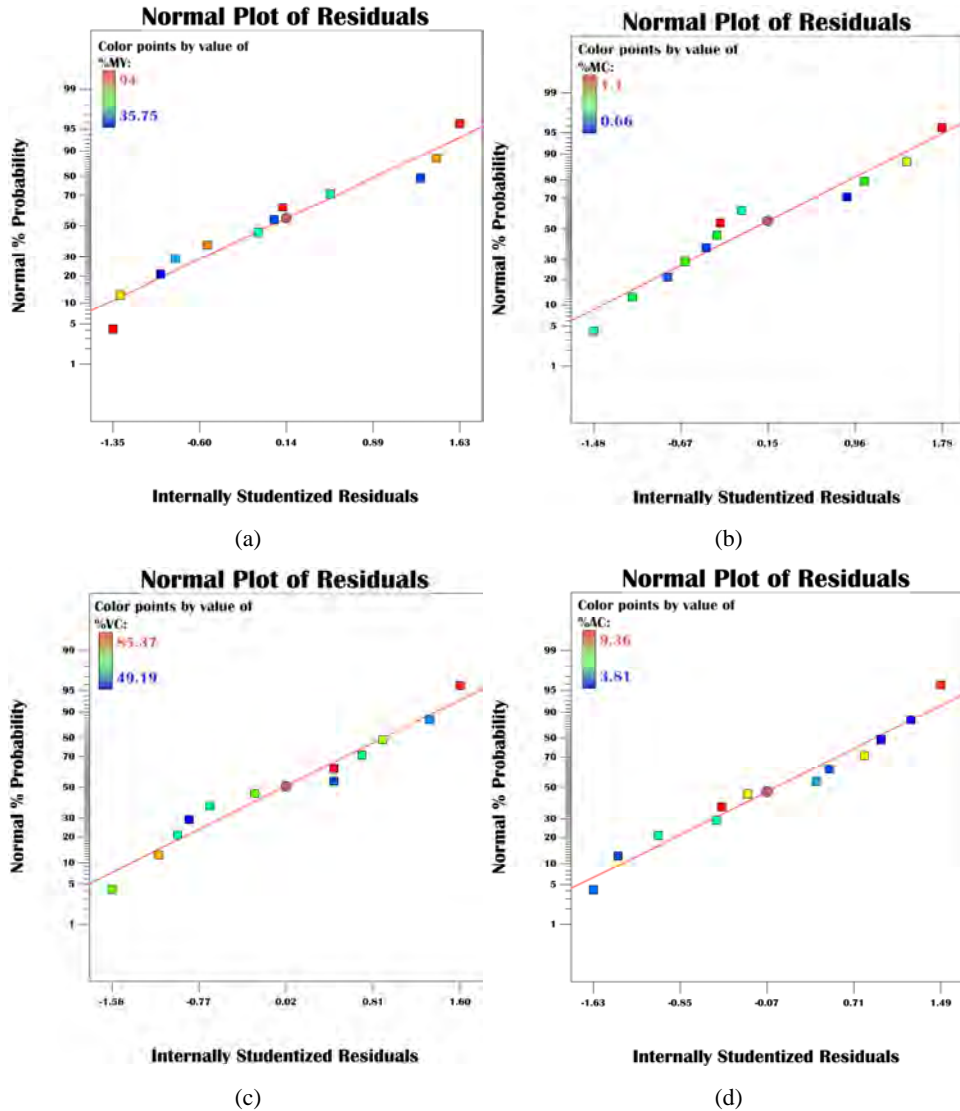 Normal Plot of Residuals
Color points by value of
%MV:
94
35.75
Normal % Probability
99
95
90
80
70
50
30
20
10
5
1
-1.35 -0.60 0.14 0.59 1.63
Internally Studentized Residuals
(a)
Normal Plot of Residuals
Color points by value of
%MC:
1.1
0.66
Normal % Probability
99
95
90
80
70
50
30
20
10
5
1
-1.48 -0.67 0.15 0.96 1.78
Internally Studentized Residuals
(b)
Normal Plot of Residuals
Color points by value of
%VC:
85.37
49.19
Normal % Probability
99
95
90
80
70
50
30
20
10
5
1
-1.58 -0.77 0.02 0.81 1.60
Internally Studentized Residuals
(c)
Normal Plot of Residuals
Color points by value of
%AC:
9.36
3.81
Normal % Probability
99
95
90
80
70
50
30
20
10
5
1
-1.63 -0.85 -0.07 0.71 1.49
Internally Studentized Residuals
(d)